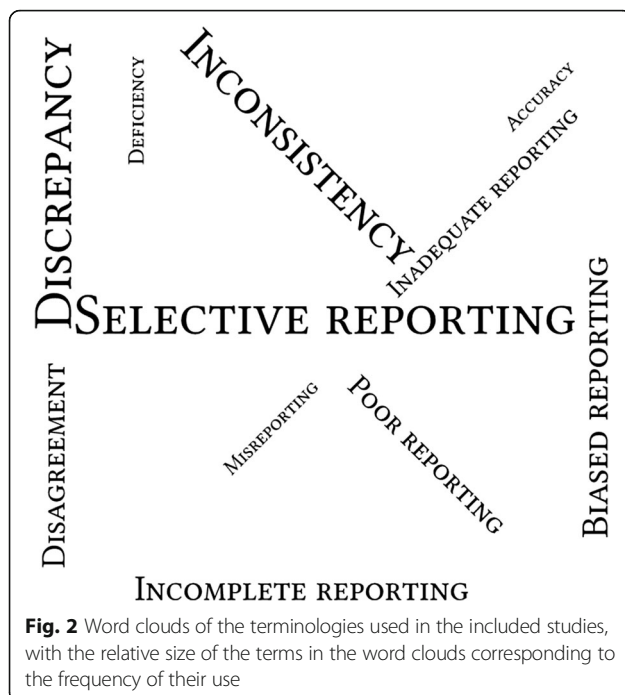 DISCREPANCY
DEFICIENCY
INCONSISTENCY
ACCURACY
INADEQUATE REPORTING
SELECTIVE REPORTING
BIASED REPORTING
DISAGREEMENT
MISREPORTING
POOR REPORTING
INCOMPLETE REPORTING
Fig. 2 Word clouds of the terminologies used in the included studies,
with the relative size of the terms in the word clouds corresponding to
the frequency of their use